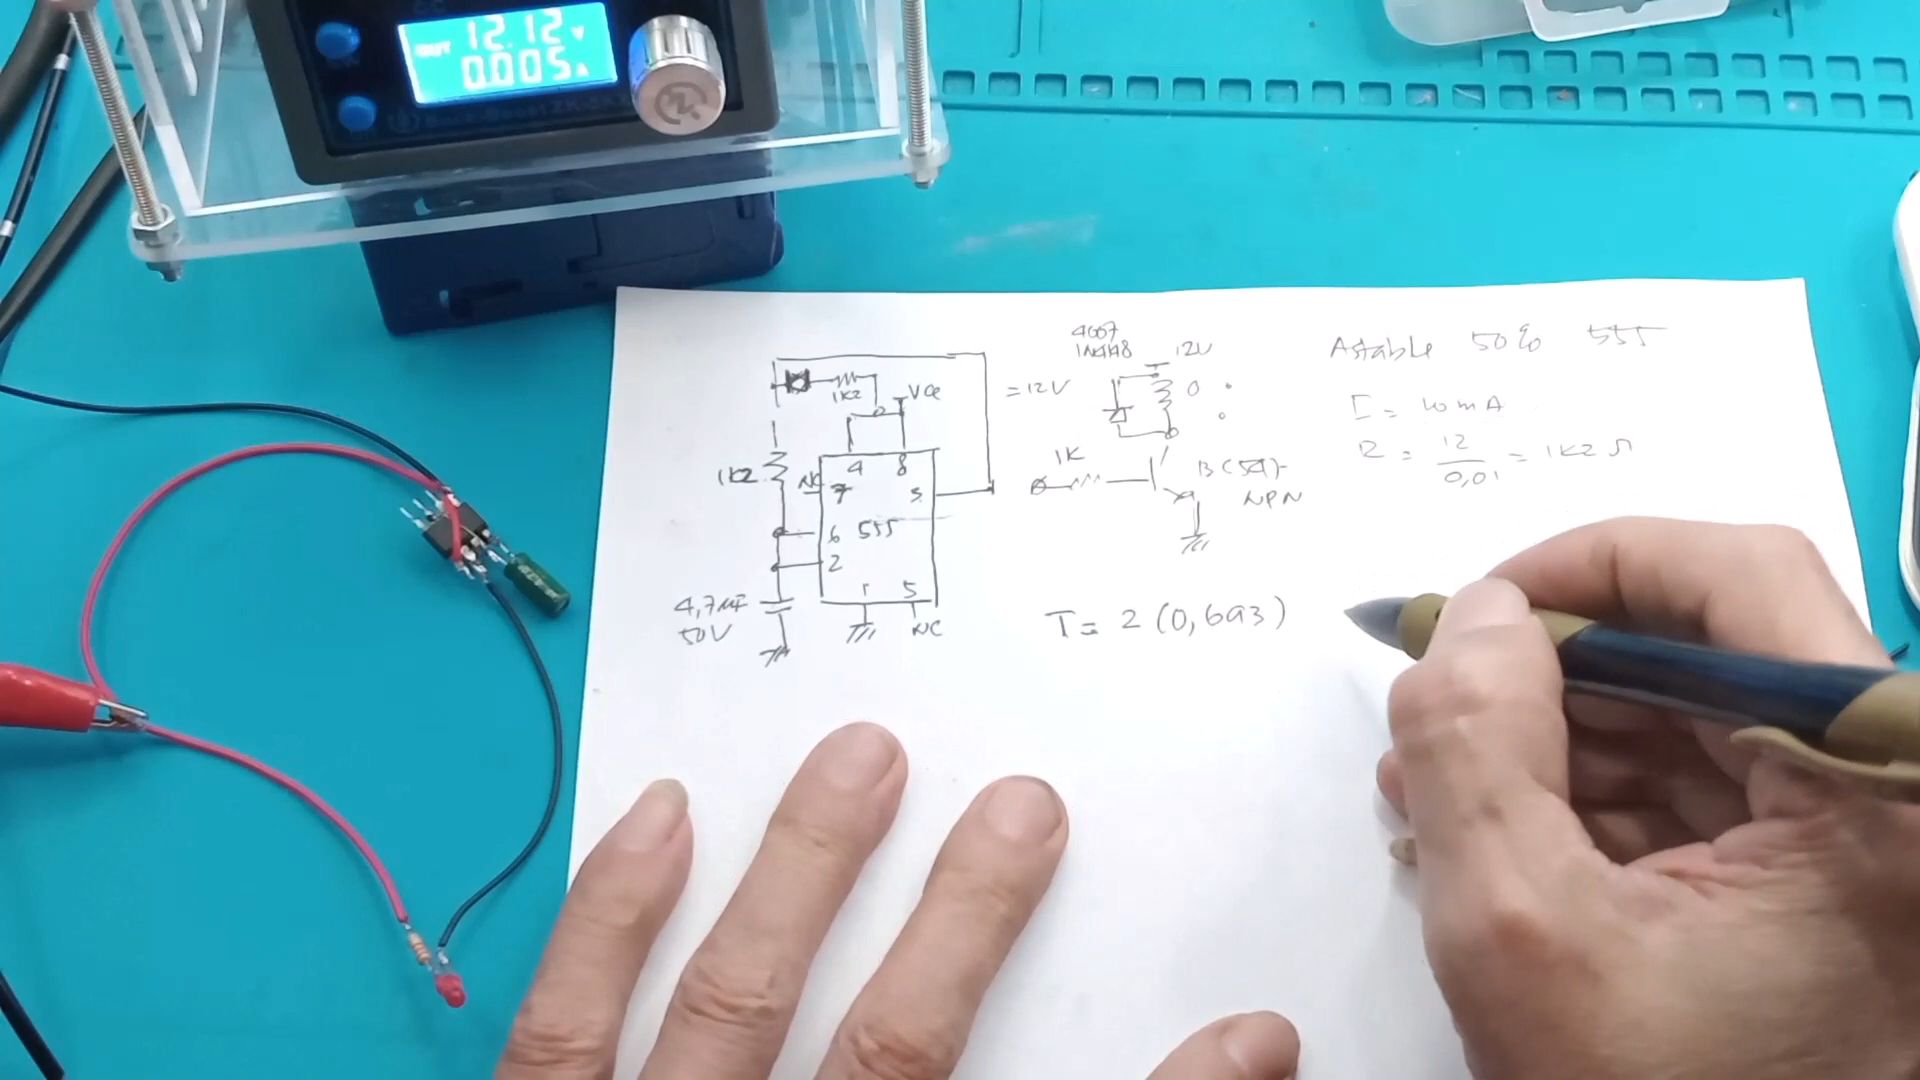 OUT 12.12 V
0.005 A
1K2
VCC
1K2
NC
4 8
7 3
6 555
2
1 5
NC
4,7µF
50V
= 12V
4007
1N4148
12V
1K
NPN
Astable 50% 555
I = 10 mA
R = 12 / 0,01 = 1K2 Ω
T = 2 (0,693)